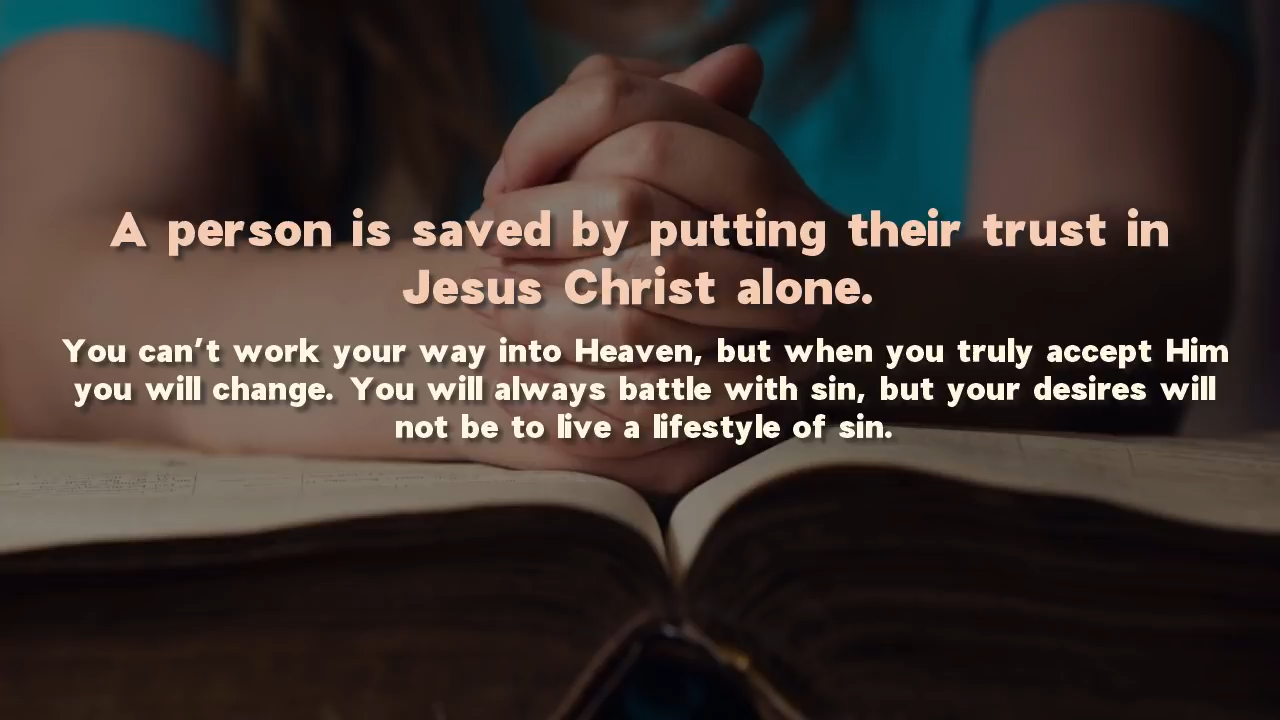 A person is saved by putting their trust in
Jesus Christ alone.
You can't work your way into Heaven, but when you truly accept Him
you will change. You will always battle with sin, but your desires will
not be to live a lifestyle of sin.